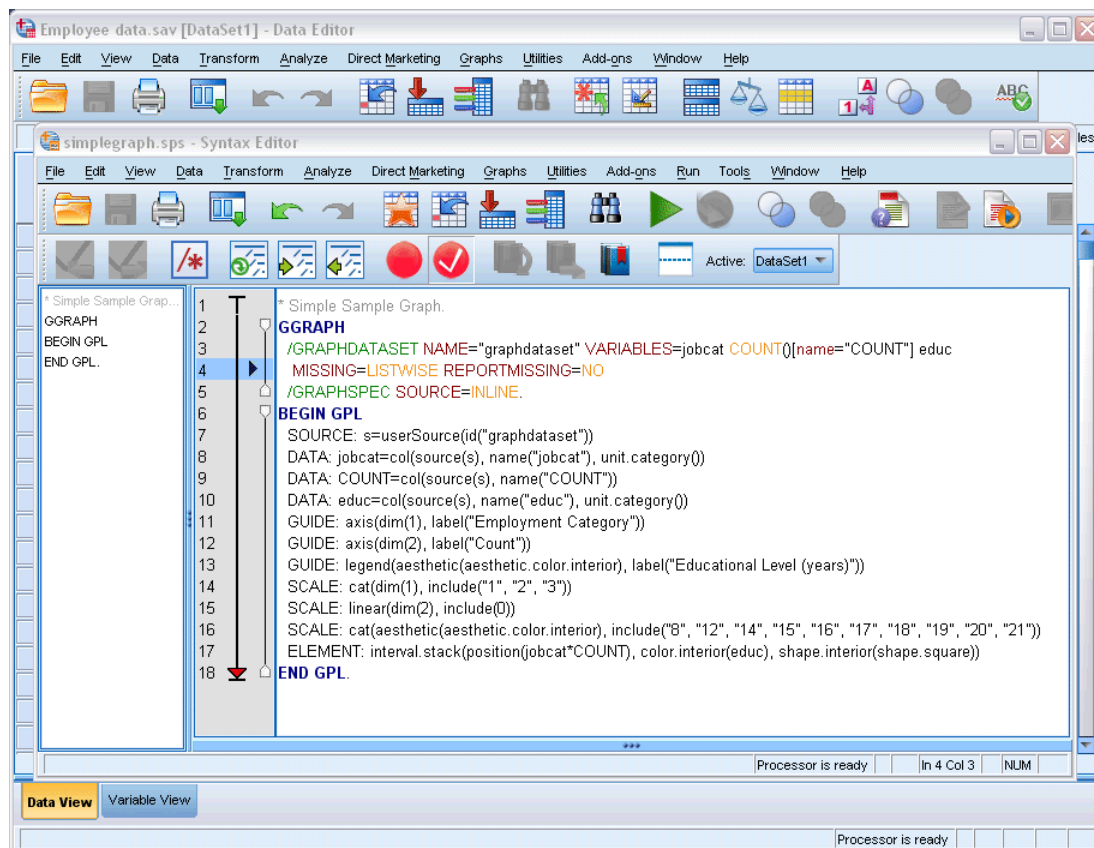 Employee data.sav [DataSet1] - Data Editor
File Edit View Data Transform Analyze Direct Marketing Graphs Utilities Add-ons Window Help
A
1
ABC
simplegraph.sps - Syntax Editor
les
File Edit View Data Transform Analyze Direct Marketing Graphs Utilities Add-ons Run Tools Window Help
/*
Active: DataSet1
* Simple Sample Grap...
GGRAPH
BEGIN GPL
END GPL.
1 * Simple Sample Graph.
2 GGRAPH
3 /GRAPHDATASET NAME="graphdataset" VARIABLES=jobcat COUNT()[name="COUNT"] educ
4 MISSING=LISTWISE REPORTMISSING=NO
5 /GRAPHSPEC SOURCE=INLINE.
6 BEGIN GPL
7 SOURCE: s=userSource(id("graphdataset"))
8 DATA: jobcat=col(source(s), name("jobcat"), unit.category())
9 DATA: COUNT=col(source(s), name("COUNT"))
10 DATA: educ=col(source(s), name("educ"), unit.category())
11 GUIDE: axis(dim(1), label("Employment Category"))
12 GUIDE: axis(dim(2), label("Count"))
13 GUIDE: legend(aesthetic(aesthetic.color.interior), label("Educational Level (years)"))
14 SCALE: cat(dim(1), include("1", "2", "3"))
15 SCALE: linear(dim(2), include(0))
16 SCALE: cat(aesthetic(aesthetic.color.interior), include("8", "12", "14", "15", "16", "17", "18", "19", "20", "21"))
17 ELEMENT: interval.stack(position(jobcat*COUNT), color.interior(educ), shape.interior(shape.square))
18 END GPL.
Processor is ready In 4 Col 3 NUM
Data View Variable View
Processor is ready